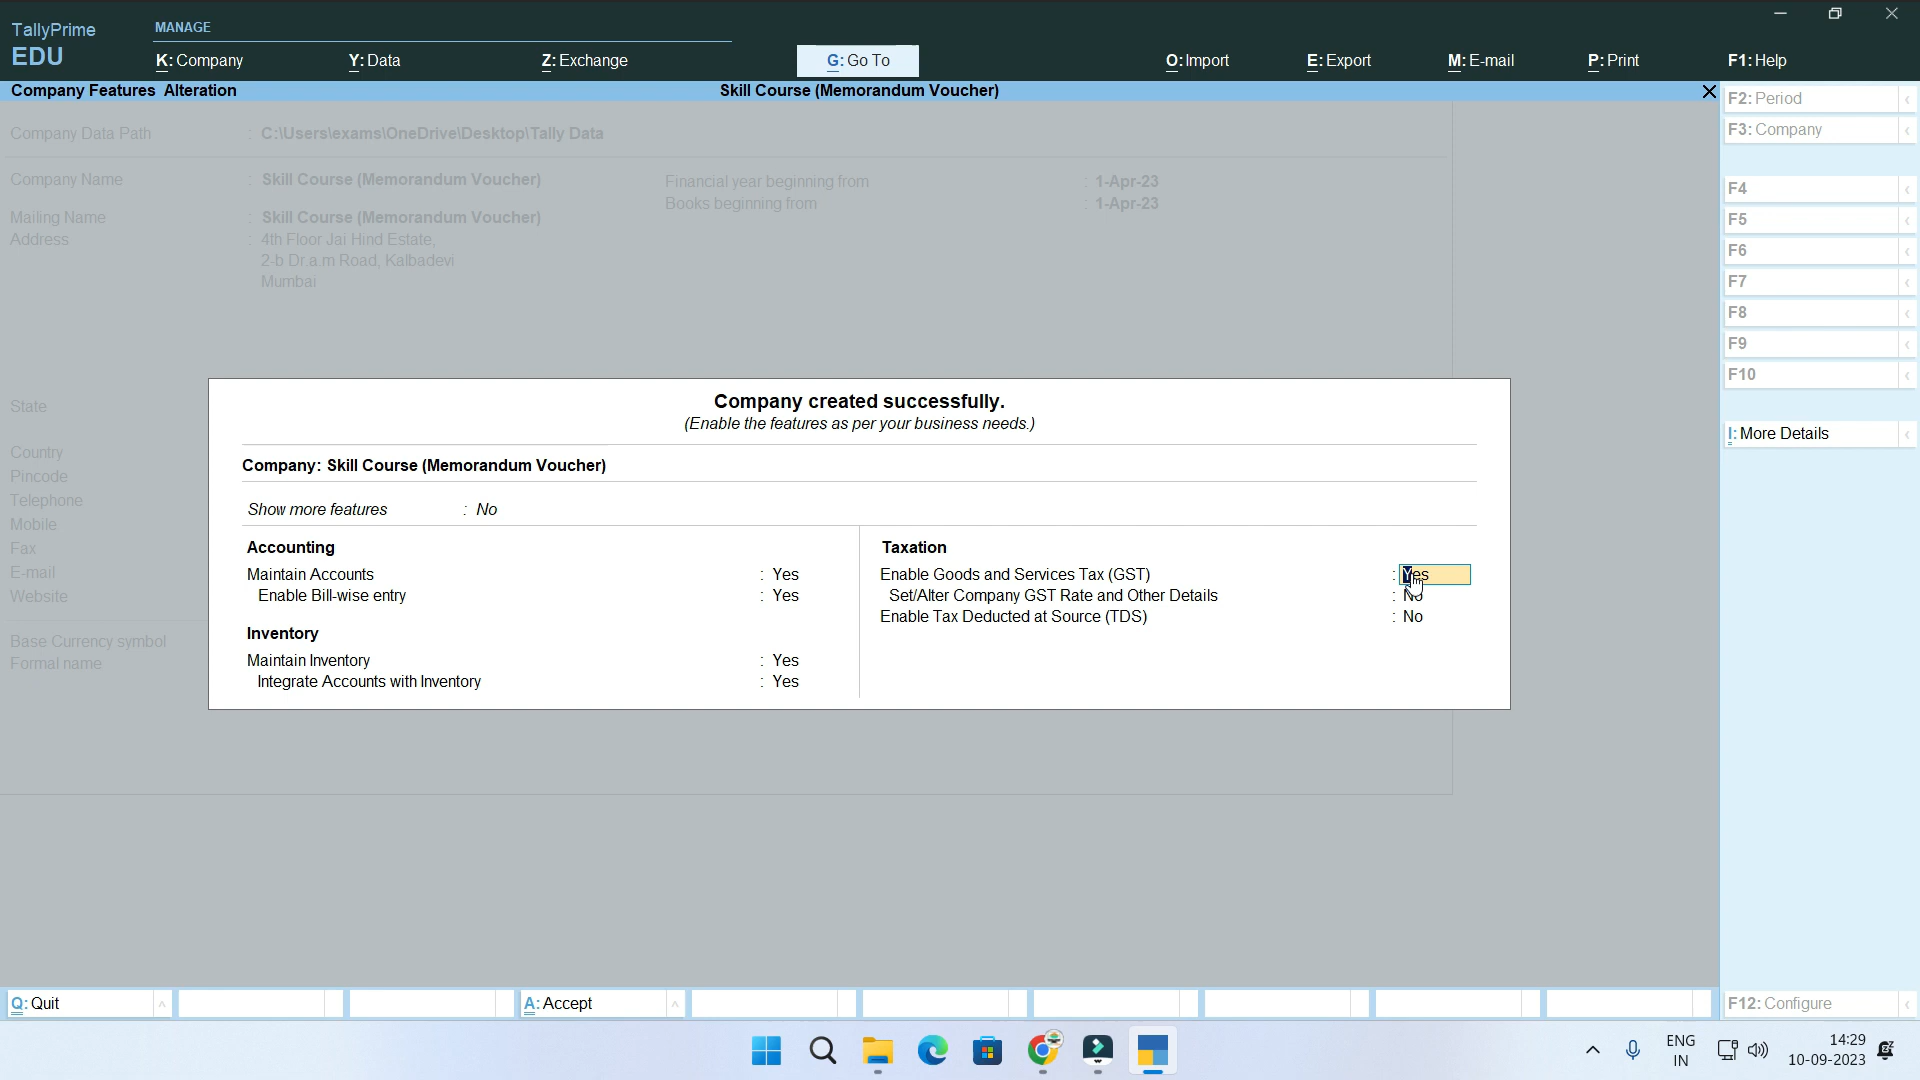 TallyPrime
EDU
MANAGE
K: Company
Y: Data
Z: Exchange
G: Go To
O: Import
E: Export
M: E-mail
P: Print
F1: Help
Company Features Alteration
Skill Course (Memorandum Voucher)
F2: Period
F3: Company
F4
F5
F6
F7
F8
F9
F10
I: More Details
F12: Configure
Company Data Path : C:\Users\exams\OneDrive\Desktop\Tally Data
Company Name : Skill Course (Memorandum Voucher)
Financial year beginning from : 1-Apr-23
Books beginning from : 1-Apr-23
Mailing Name : Skill Course (Memorandum Voucher)
Address : 4th Floor Jai Hind Estate,
2-b Dr.a.m Road, Kalbadevi
Mumbai
State
Country
Pincode
Telephone
Mobile
Fax
E-mail
Website
Base Currency symbol
Formal name
Company created successfully.
(Enable the features as per your business needs.)
Company: Skill Course (Memorandum Voucher)
Show more features : No
Accounting
Maintain Accounts : Yes
Enable Bill-wise entry : Yes
Inventory
Maintain Inventory : Yes
Integrate Accounts with Inventory : Yes
Taxation
Enable Goods and Services Tax (GST) : Yes
Set/Alter Company GST Rate and Other Details : No
Enable Tax Deducted at Source (TDS) : No
Q: Quit
A: Accept
ENG
IN
14:29
10-09-2023